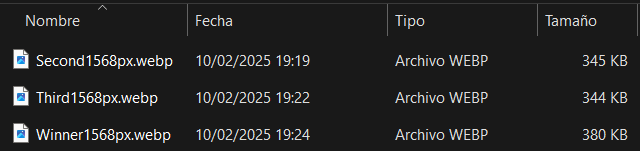 Nombre Fecha Tipo Tamaño
Second1568px.webp 10/02/2025 19:19 Archivo WEBP 345 KB
Third1568px.webp 10/02/2025 19:22 Archivo WEBP 344 KB
Winner1568px.webp 10/02/2025 19:24 Archivo WEBP 380 KB